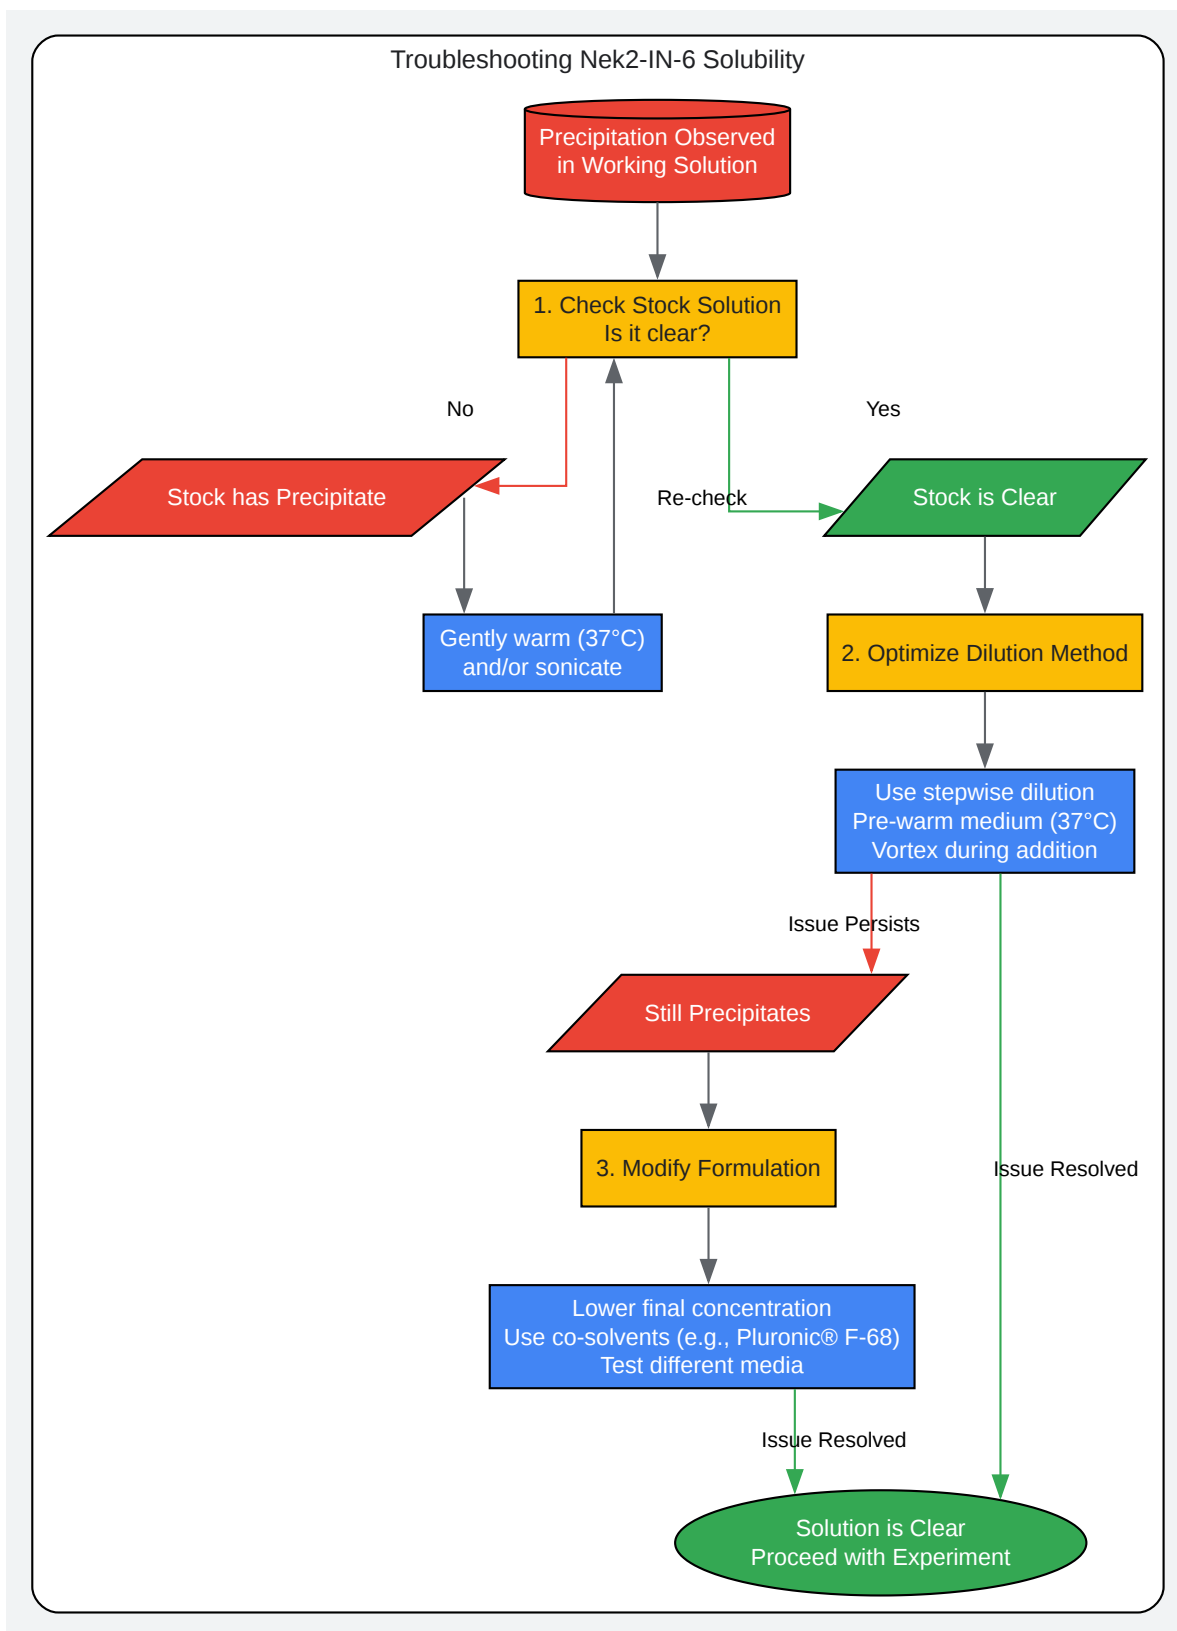 Troubleshooting Nek2-IN-6 Solubility
Precipitation Observed
in Working Solution
1. Check Stock Solution
Is it clear?
No
Yes
Stock has Precipitate
Re-check
Stock is Clear
Gently warm (37°C)
and/or sonicate
2. Optimize Dilution Method
Use stepwise dilution
Pre-warm medium (37°C)
Vortex during addition
Issue Persists
Still Precipitates
3. Modify Formulation
Issue Resolved
Lower final concentration
Use co-solvents (e.g., Pluronic® F-68)
Test different media
Issue Resolved
Solution is Clear
Proceed with Experiment